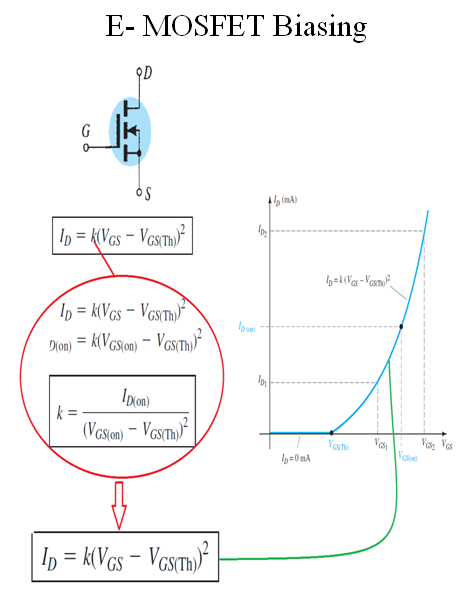 E- MOSFET Biasing
D
G
S
I_D = k(V_GS − V_GS(Th))²
I_D = k(V_GS − V_GS(Th))²
D(on) = k(V_GS(on) − V_GS(Th))²
k = I_D(on) / (V_GS(on) − V_GS(Th))²
I_D = k(V_GS − V_GS(Th))²
I_D (mA)
I_D2
I_D = k (V_GS − V_GS(Th))²
I_D(on)
I_D1
V_GS(Th) V_GS1 V_GS(on) V_GS2 V_GS
I_D = 0 mA